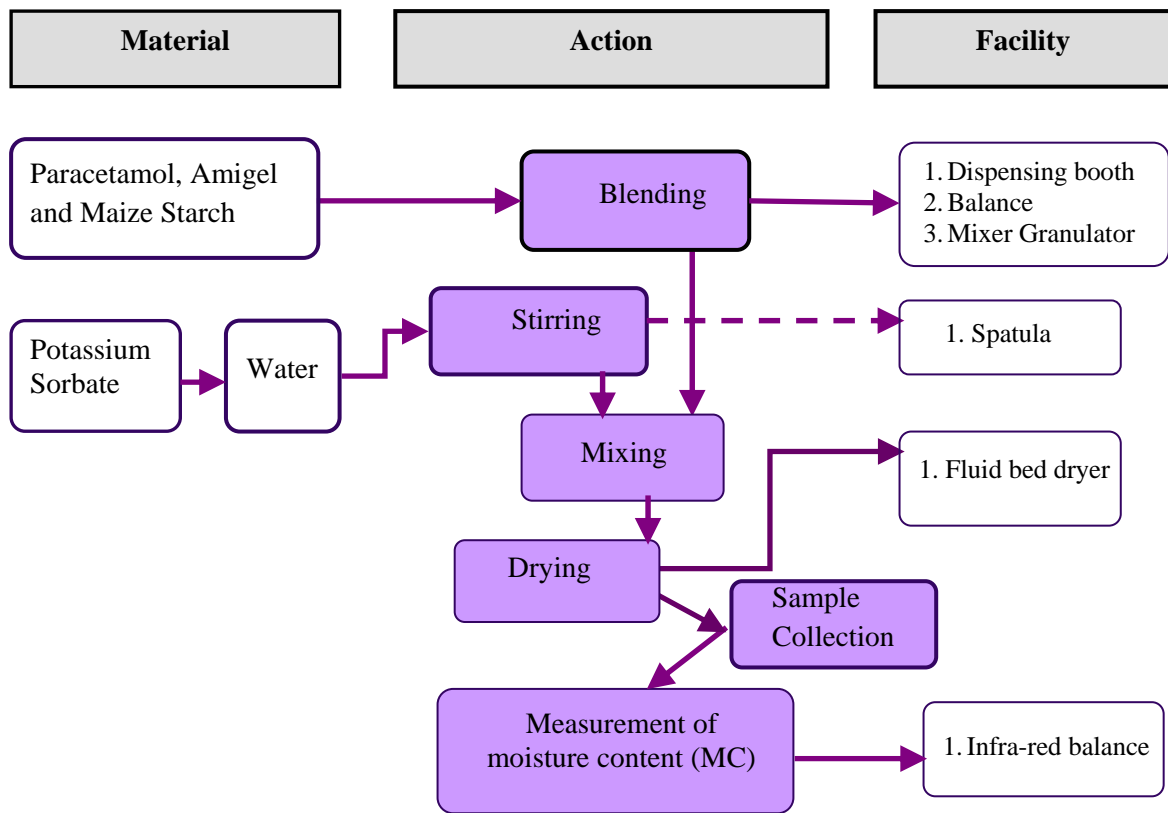 Material
Action
Facility
Paracetamol, Amigel
and Maize Starch
Blending
1. Dispensing booth
2. Balance
3. Mixer Granulator
Potassium
Sorbate
Water
Stirring
1. Spatula
Mixing
1. Fluid bed dryer
Drying
Sample
Collection
Measurement of
moisture content (MC)
1. Infra-red balance